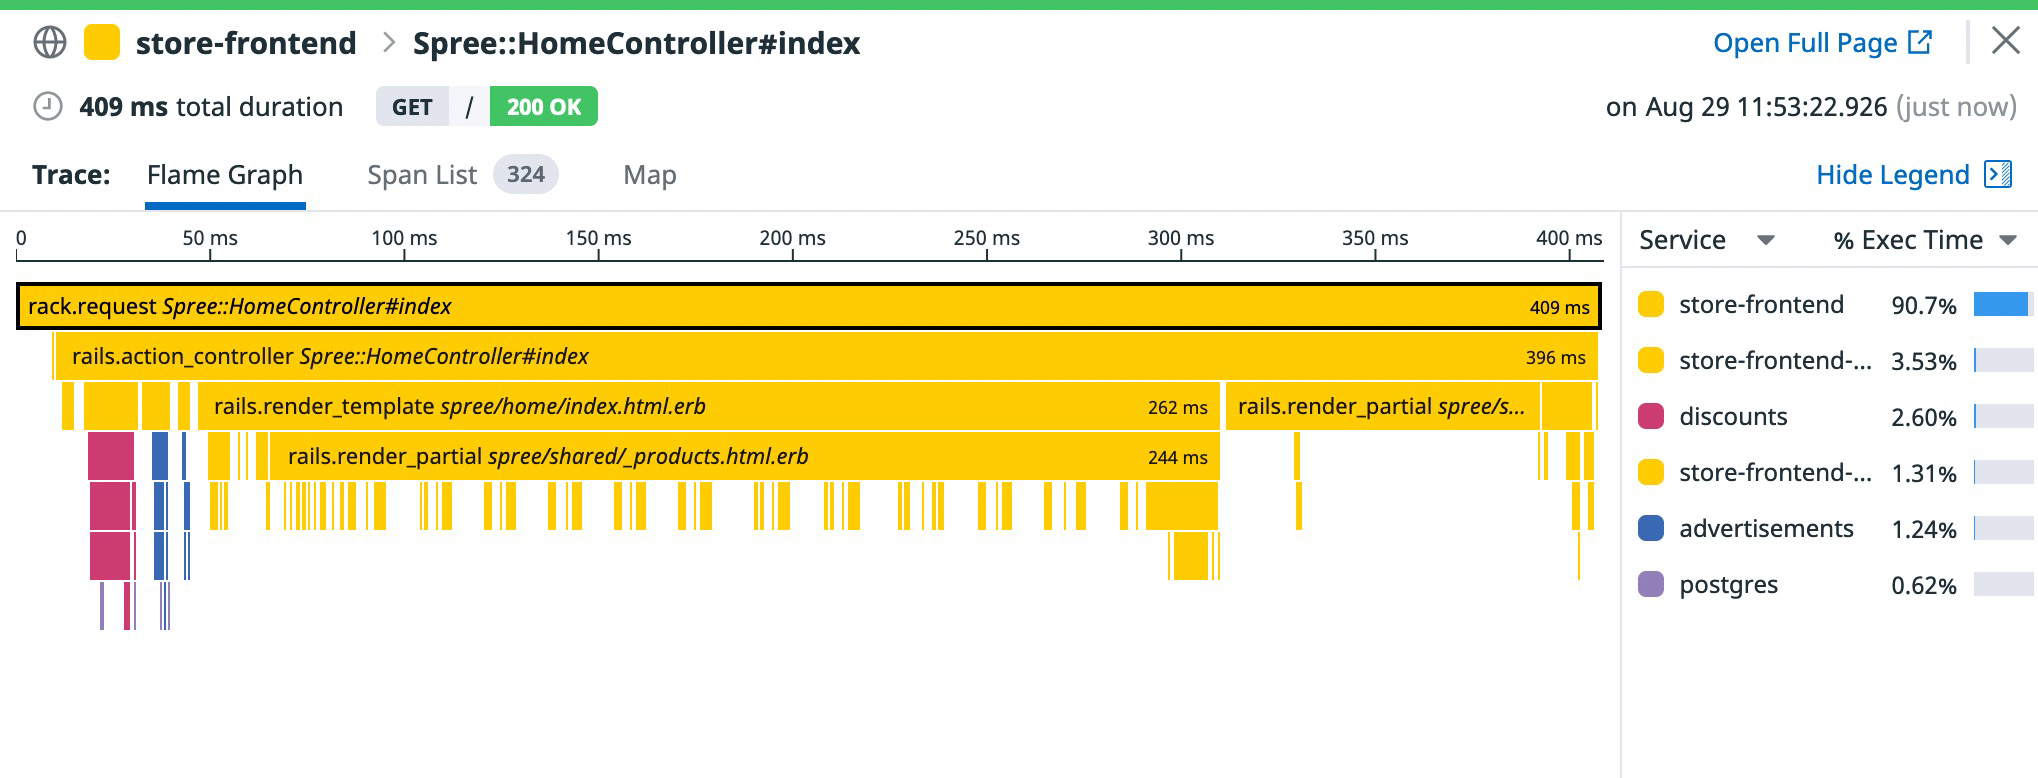 store-frontend > Spree::HomeController#index
Open Full Page
409 ms total duration
GET / 200 OK
on Aug 29 11:53:22.926 (just now)
Trace: Flame Graph Span List 324 Map
Hide Legend
0 50 ms 100 ms 150 ms 200 ms 250 ms 300 ms 350 ms 400 ms
rack.request Spree::HomeController#index 409 ms
rails.action_controller Spree::HomeController#index 396 ms
rails.render_template spree/home/index.html.erb 262 ms
rails.render_partial spree/s...
rails.render_partial spree/shared/_products.html.erb 244 ms
Service % Exec Time
store-frontend 90.7%
store-frontend-... 3.53%
discounts 2.60%
store-frontend-... 1.31%
advertisements 1.24%
postgres 0.62%